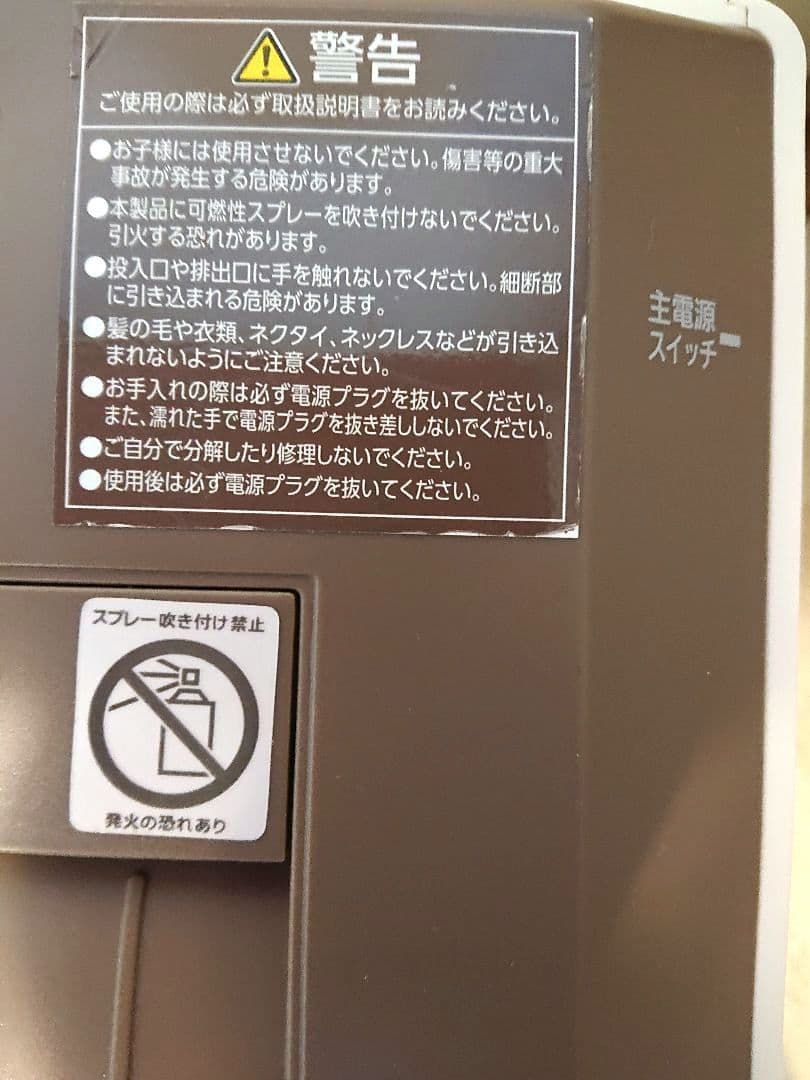 警告
ご使用の際は必ず取扱説明書をお読みください。
●お子様には使用させないでください。傷害等の重大
事故が発生する危険があります。
●本製品に可燃性スプレーを吹き付けないでください。
引火する恐れがあります。
●投入口や排出口に手を触れないでください。細断部
に引き込まれる危険があります。
●髪の毛や衣類、ネクタイ、ネックレスなどが引き込
まれないようにご注意ください。
●お手入れの際は必ず電源プラグを抜いてください。
また、濡れた手で電源プラグを抜き差ししないでください。
●ご自分で分解したり修理しないでください。
●使用後は必ず電源プラグを抜いてください。
主電源
スイッチ
スプレー吹き付け禁止
発火の恐れあり